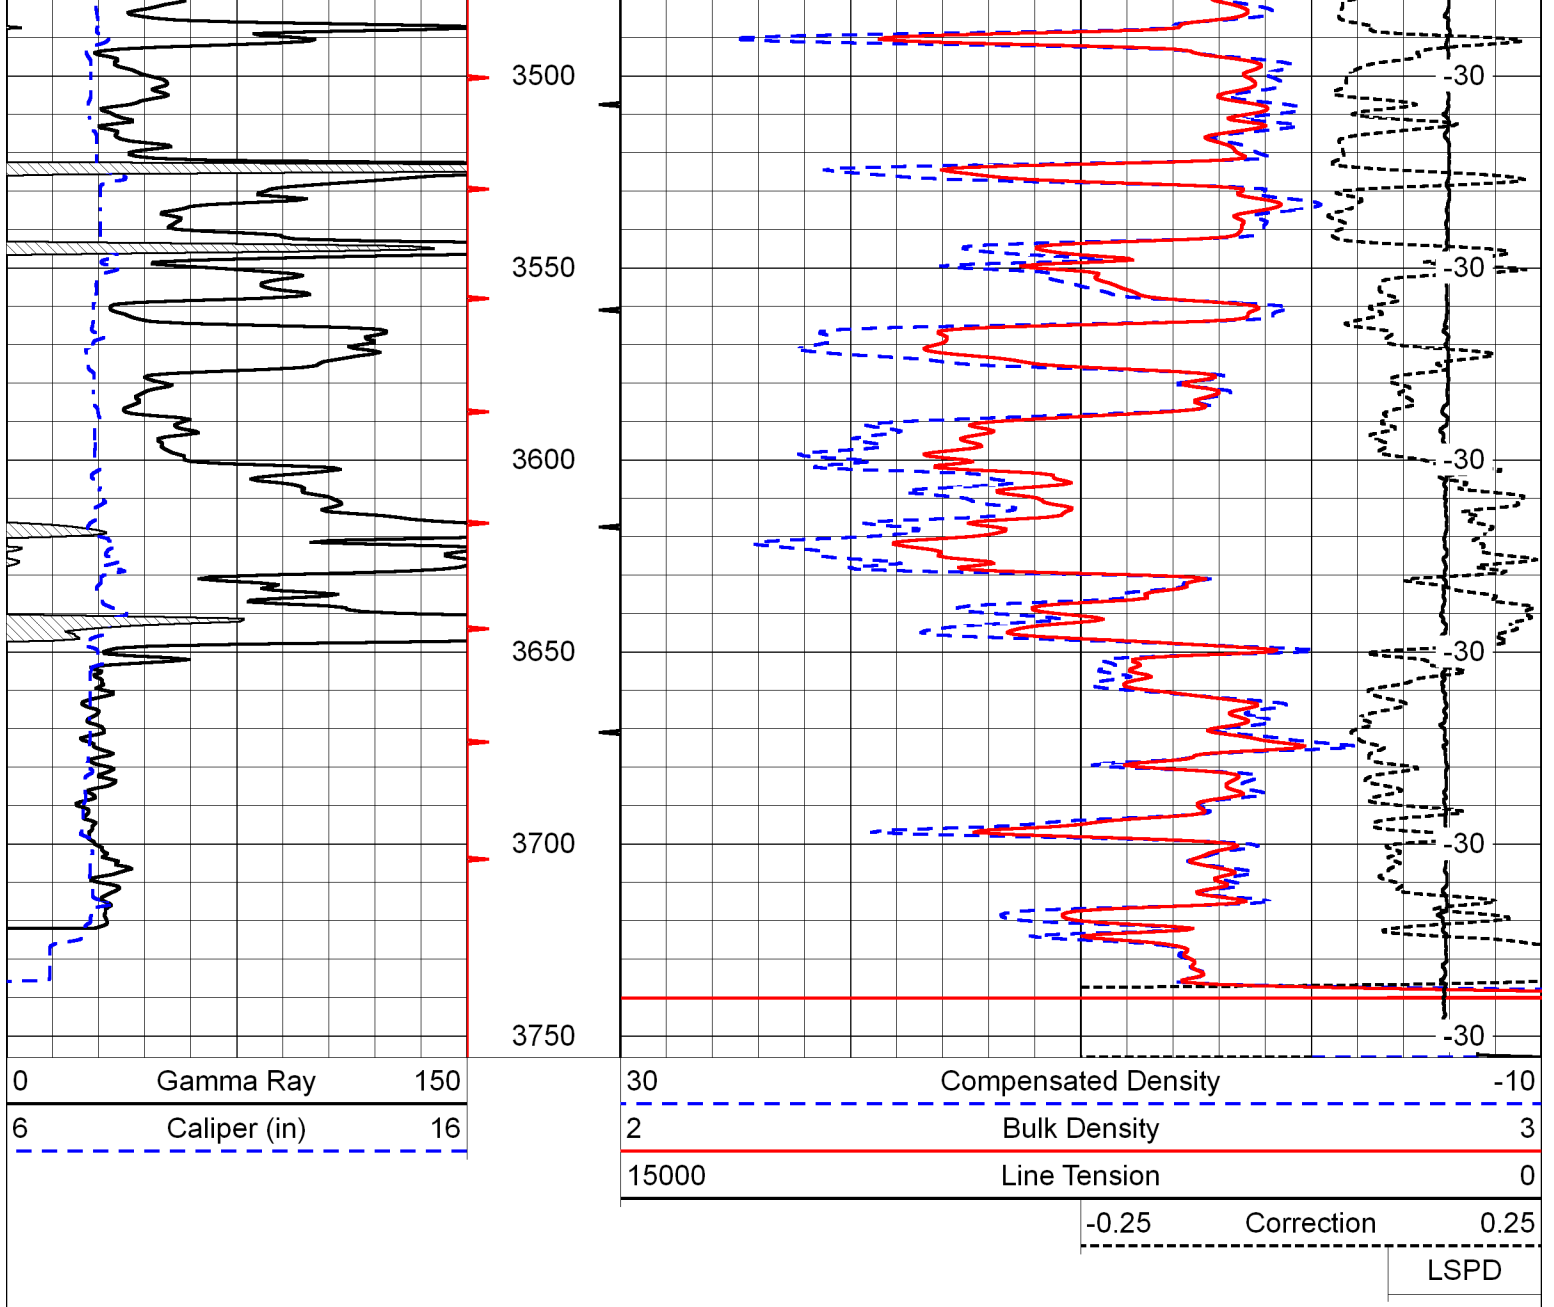 3500 -30
3550 -30
3600 -30
3650 -30
3700 -30
3750 -30
0 Gamma Ray 150
6 Caliper (in) 16
30 Compensated Density -10
2 Bulk Density 3
15000 Line Tension 0
-0.25 Correction 0.25
LSPD